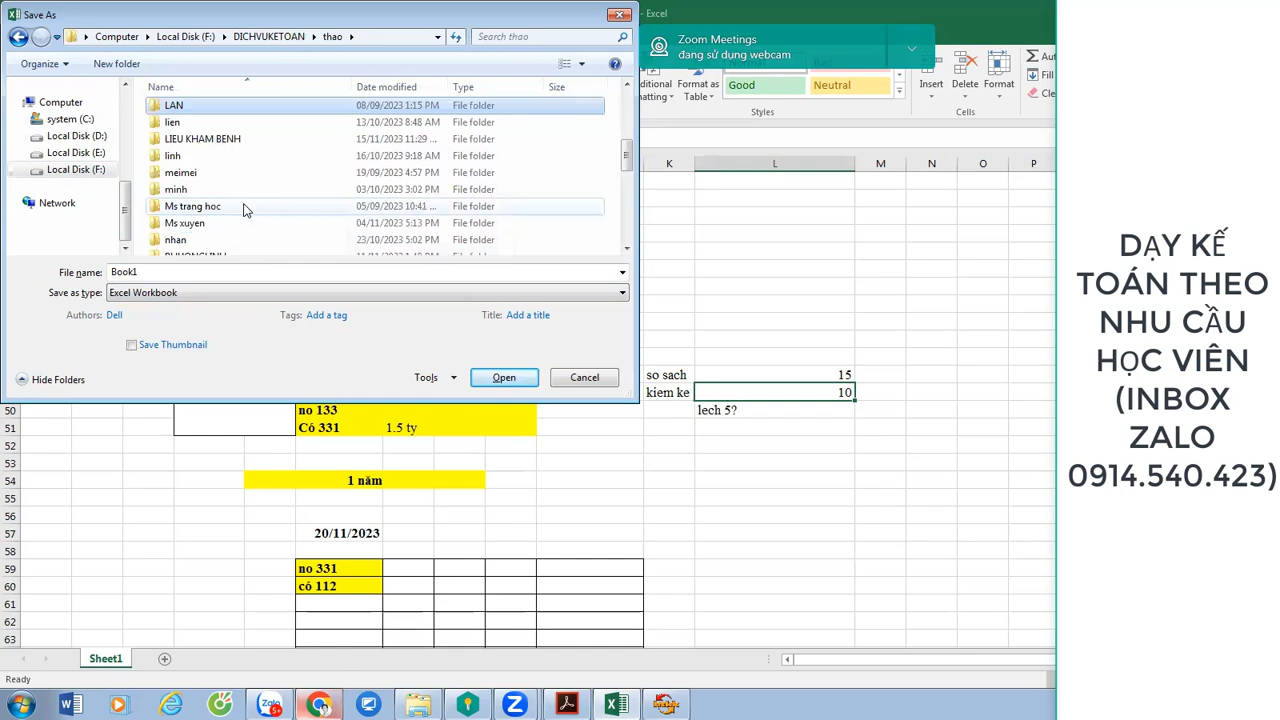 Save As
Computer ▸ Local Disk (F:) ▸ DICHVUKETOAN ▸ thao ▸
Search thao
Organize
New folder
Name
Date modified
Type
Size
LAN 08/09/2023 1:15 PM File folder
lien 13/10/2023 8:48 AM File folder
LIEU KHAM BENH 15/11/2023 11:29 ... File folder
linh 16/10/2023 9:18 AM File folder
meimei 19/09/2023 4:57 PM File folder
minh 03/10/2023 3:02 PM File folder
Ms trang hoc 05/09/2023 10:41 ... File folder
Ms xuyen 04/11/2023 5:13 PM File folder
nhan 23/10/2023 5:02 PM File folder
Computer
system (C:)
Local Disk (D:)
Local Disk (E:)
Local Disk (F:)
Network
File name: Book1
Save as type: Excel Workbook
Authors: Dell
Tags: Add a tag
Title: Add a title
Save Thumbnail
Hide Folders
Tools
Open
Cancel
- Excel
Zoom Meetings
đang sử dụng webcam
Good
Neutral
Format as
Table
Styles
Insert
Delete
Format
Cells
Fill
K L M N O P
so sach 15
kiem ke 10
lech 5?
50 no 133
51 Có 331 1.5 ty
52
53
54 1 năm
55
56
57 20/11/2023
58
59 no 331
60 có 112
61
62
63
Sheet1
Ready
DẠY KẾ
TOÁN THEO
NHU CẦU
HỌC VIÊN
(INBOX
ZALO
0914.540.423)